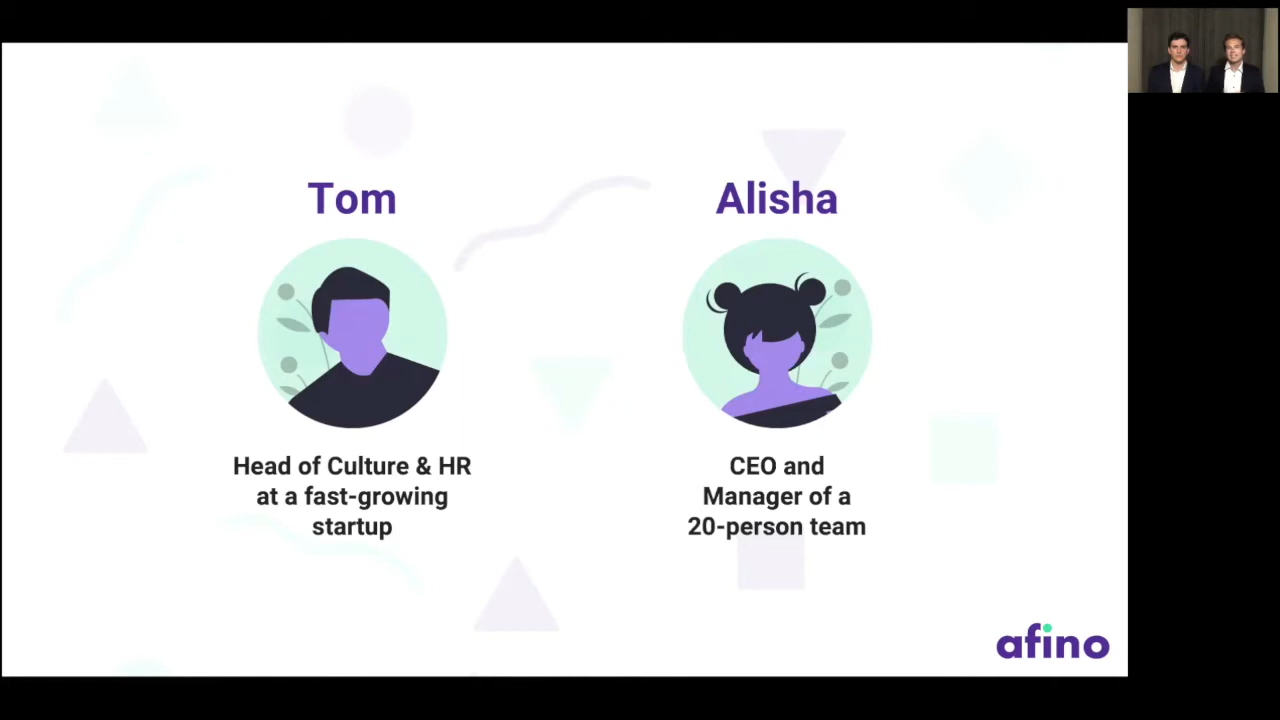 Tom
Alisha
Head of Culture & HR
at a fast-growing
startup
CEO and
Manager of a
20-person team
afino